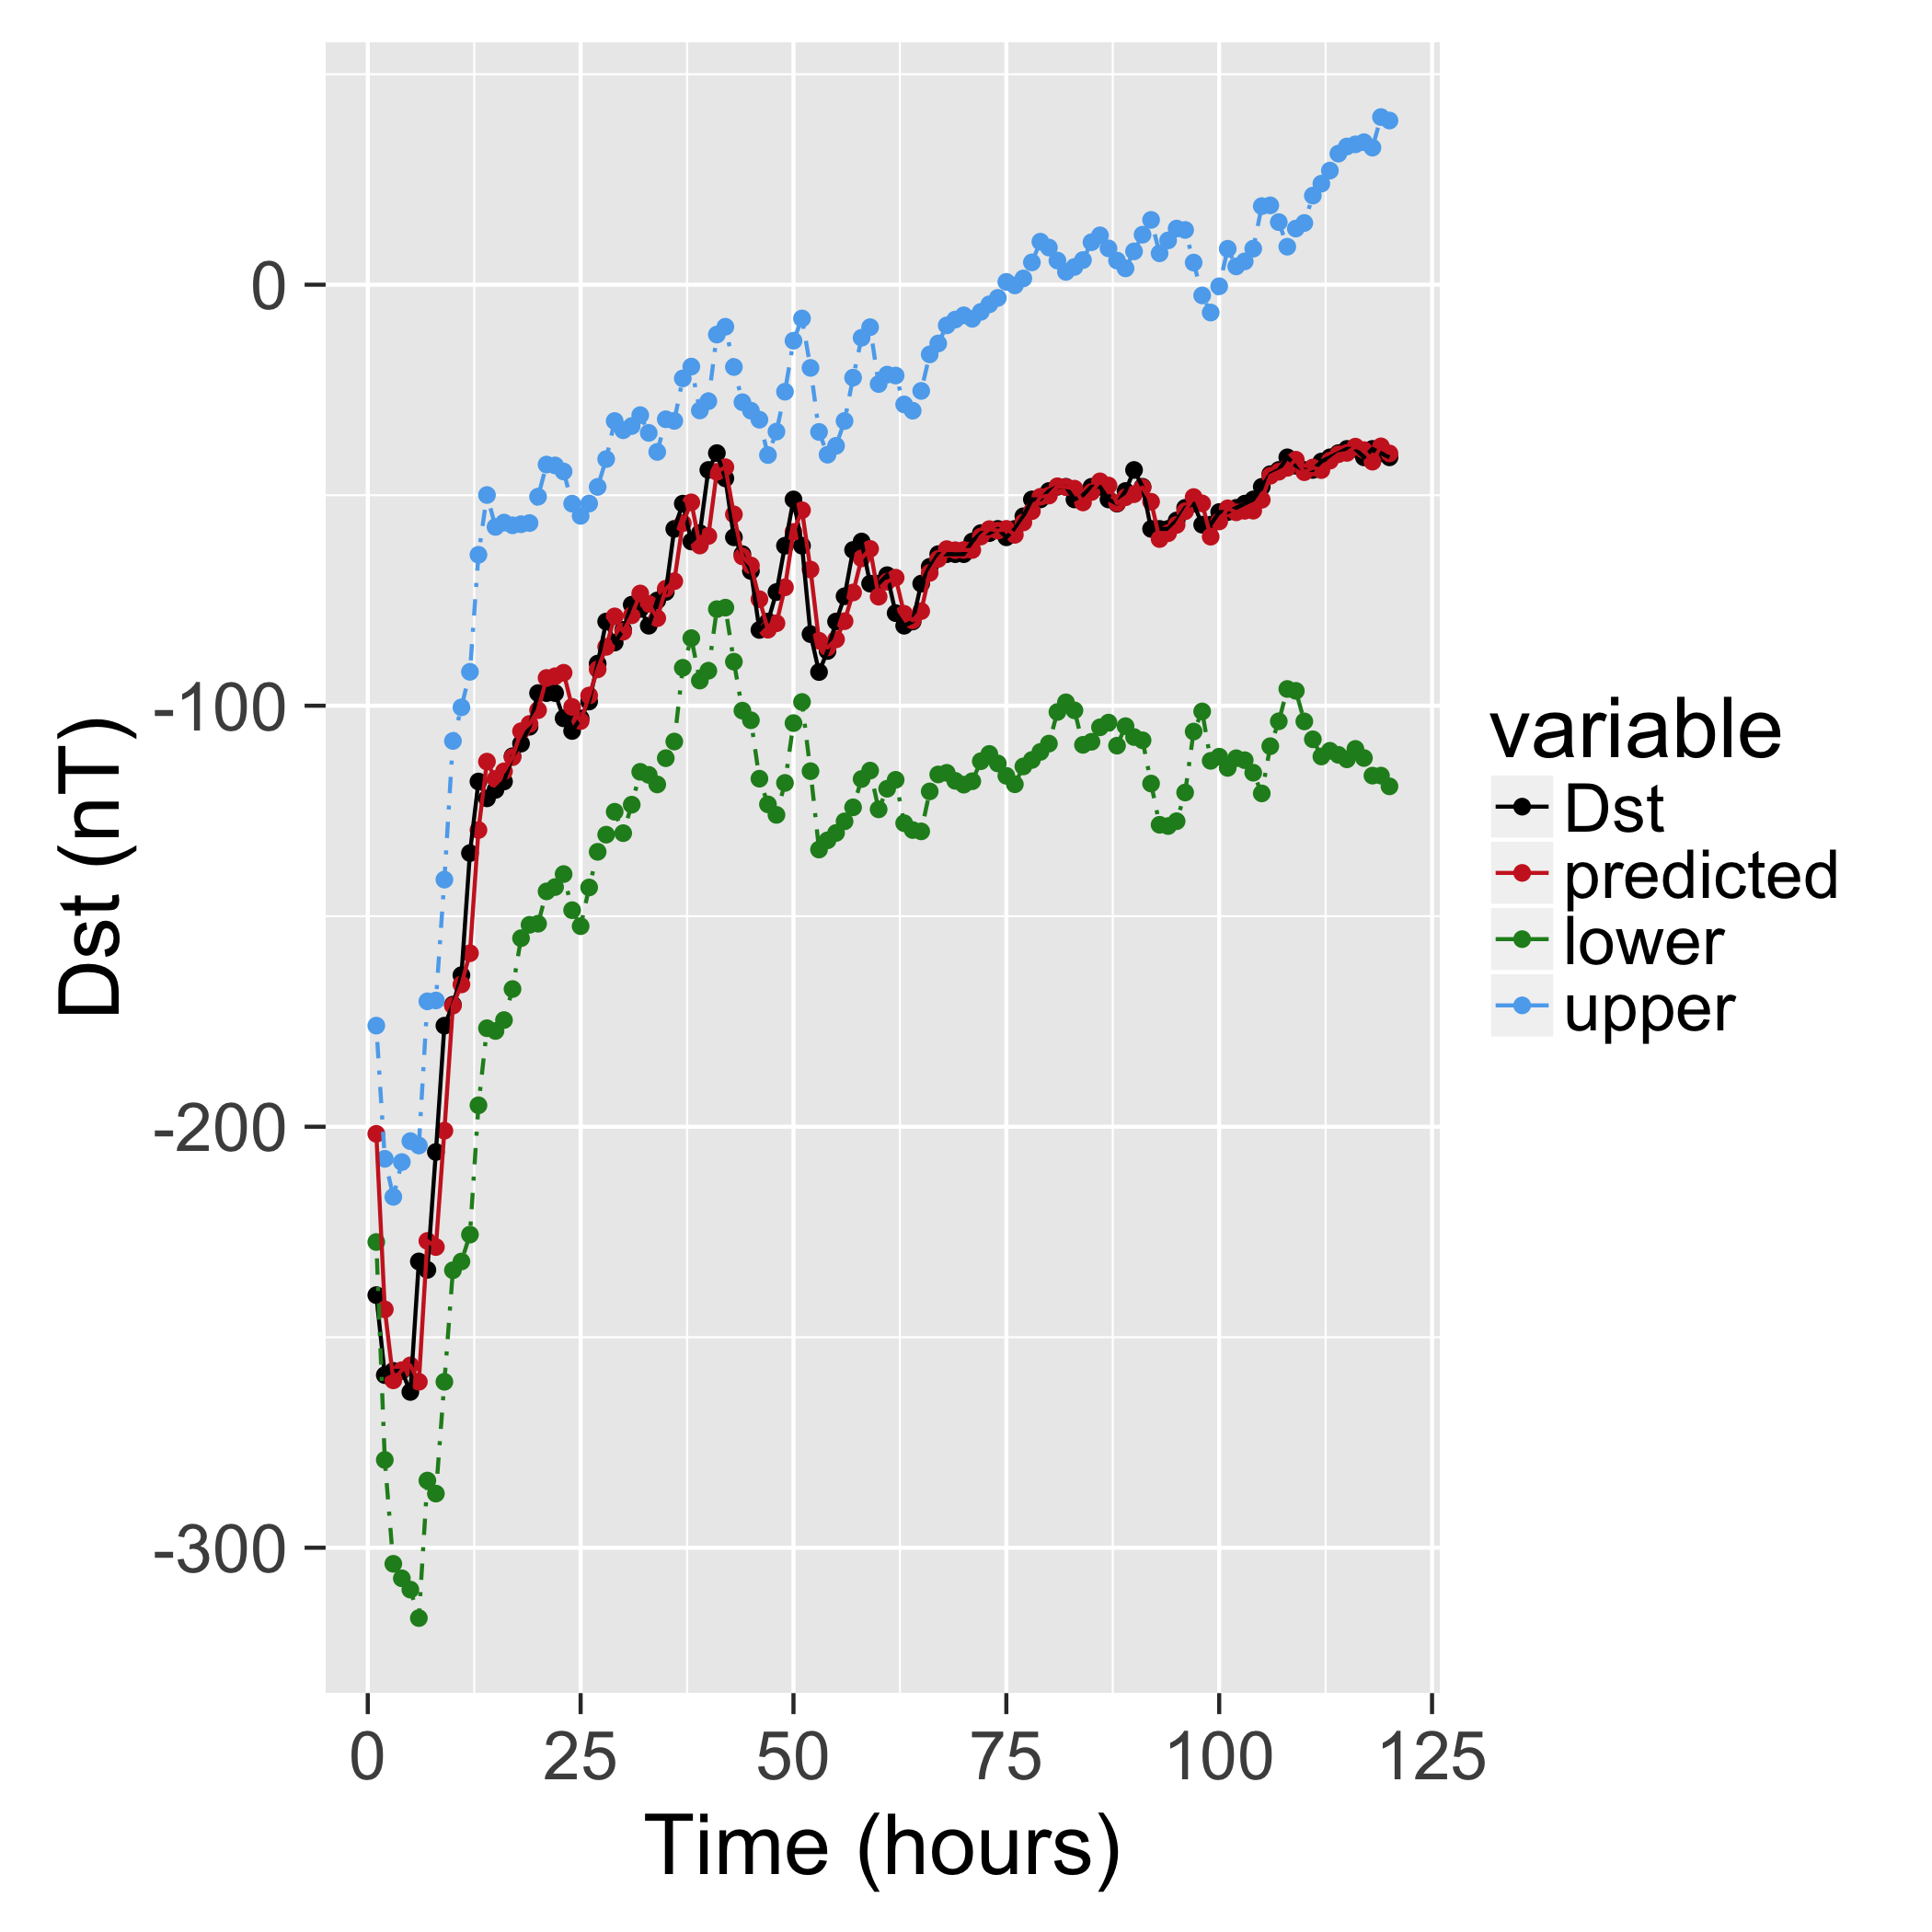 Dst (nT)
0
-100
-200
-300
0 25 50 75 100 125
Time (hours)
variable
Dst
predicted
lower
upper